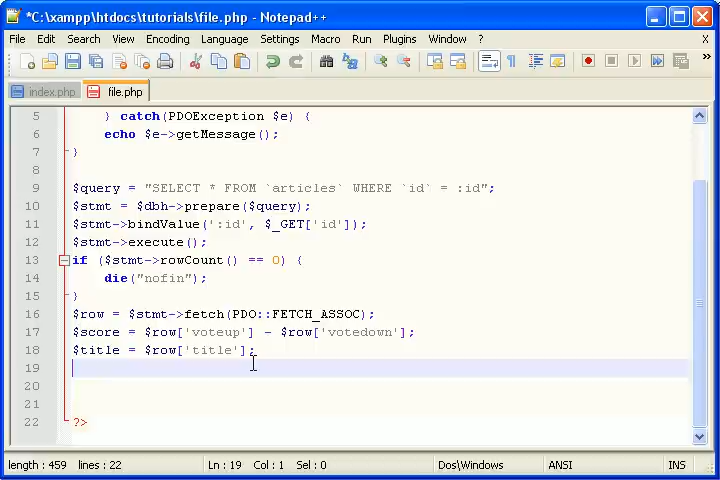 *C:\xampp\htdocs\tutorials\file.php - Notepad++
File Edit Search View Encoding Language Settings Macro Run Plugins Window ? X
index.php file.php
5 } catch(PDOException $e) {
6 echo $e->getMessage();
7 }
8
9 $query = "SELECT * FROM `articles` WHERE `id` = :id";
10 $stmt = $dbh->prepare($query);
11 $stmt->bindValue(':id', $_GET['id']);
12 $stmt->execute();
13 if ($stmt->rowCount() == 0) {
14 die("nofin");
15 }
16 $row = $stmt->fetch(PDO::FETCH_ASSOC);
17 $score = $row['voteup'] - $row['votedown'];
18 $title = $row['title'];
19
20
21
22 ?>
length : 459 lines : 22 Ln : 19 Col : 1 Sel : 0 Dos\Windows ANSI INS